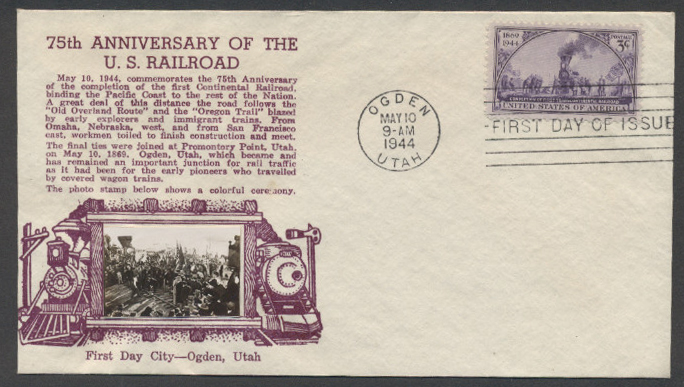 75th ANNIVERSARY OF THE
U. S. RAILROAD
May 10, 1944, commemorates the 75th Anniversary
of the completion of the first Continental Railroad,
binding the Pacific Coast to the rest of the Nation.
A great deal of this distance the road follows the
"Old Overland Route" and the "Oregon Trail" blazed
by early explorers and immigrant trains. From
Omaha, Nebraska, west, and from San Francisco
east, workmen toiled to finish construction and meet.
The final ties were joined at Promontory Point, Utah,
on May 10, 1869. Ogden, Utah, which became and
has remained an important junction for rail traffic
as it had been for the early pioneers who travelled
by covered wagon trains.
The photo stamp below shows a colorful ceremony.
First Day City—Ogden, Utah
OGDEN
MAY 10
9-AM
1944
UTAH
1869
1944
POSTAGE
3¢
COMPLETION OF FIRST TRANSCONTINENTAL RAILROAD
UNITED STATES OF AMERICA
FIRST DAY OF ISSUE